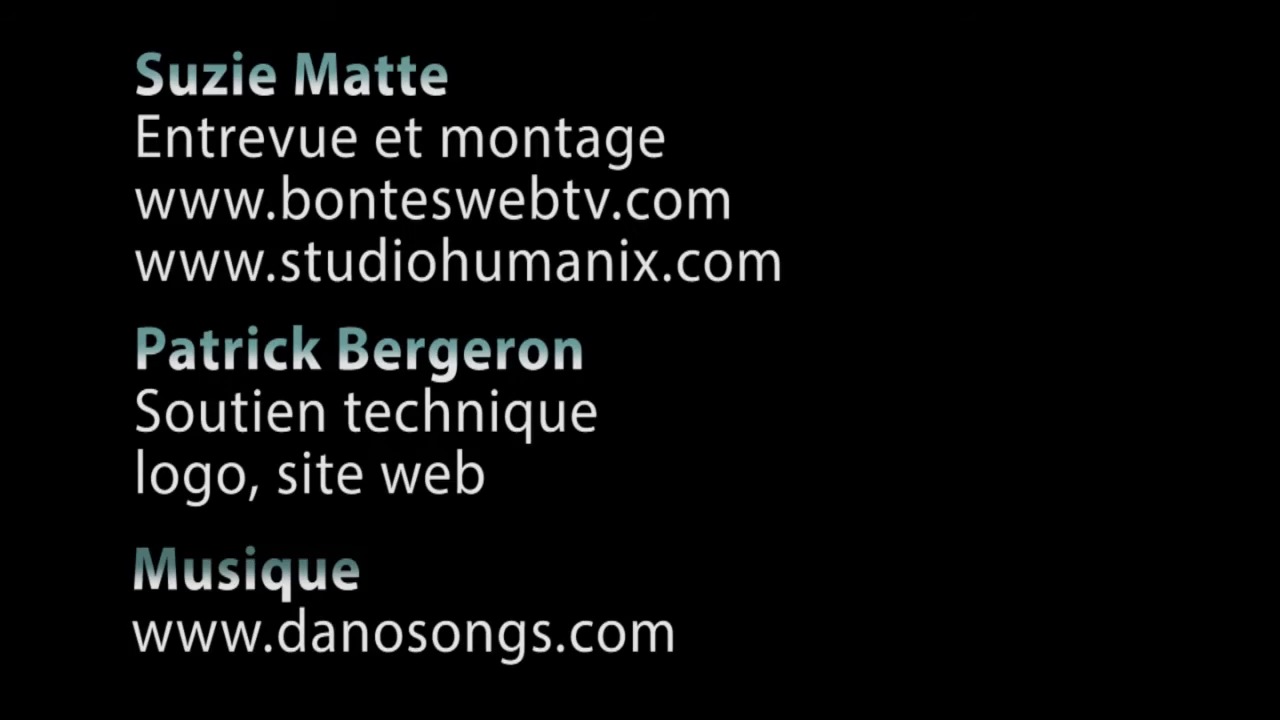 Suzie Matte
Entrevue et montage
www.bonteswebtv.com
www.studiohumanix.com
Patrick Bergeron
Soutien technique
logo, site web
Musique
www.danosongs.com